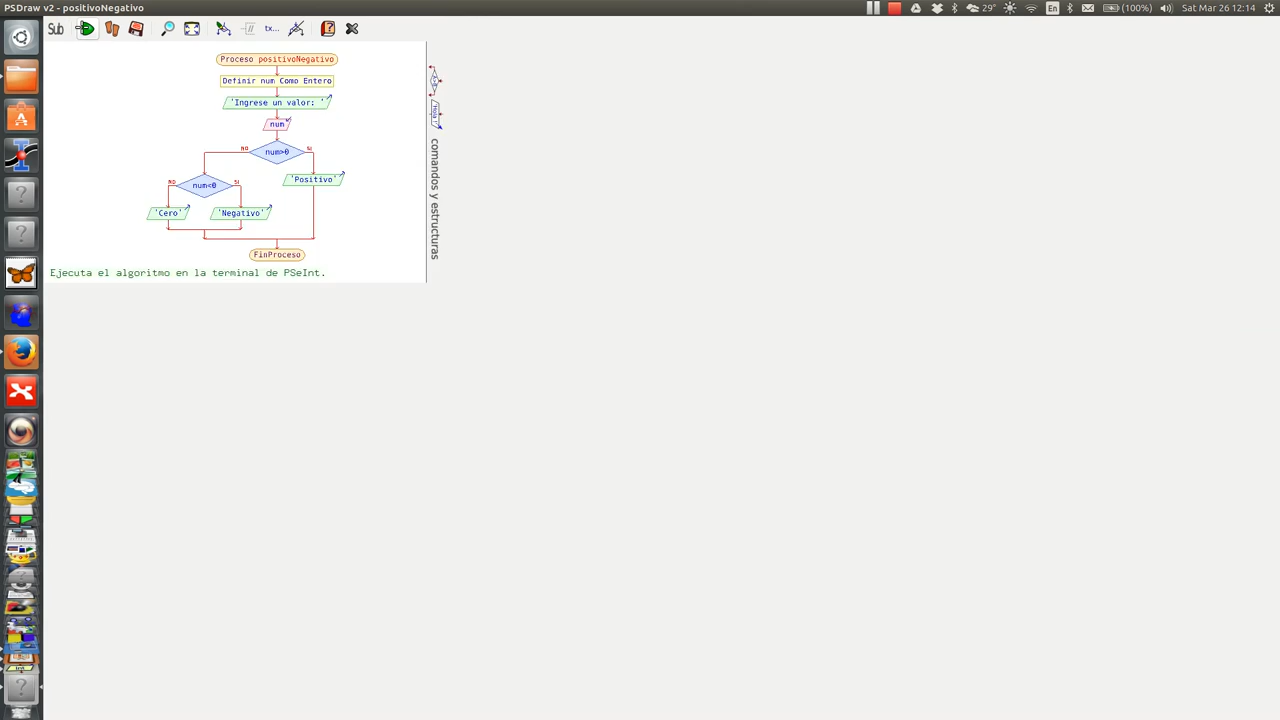 PSDraw v2 - positivoNegativo
29°
En
(100%)
Sat Mar 26 12:14
Sub
tx...
Proceso positivoNegativo
Definir num Como Entero
'Ingrese un valor: '
num
NO
num>0
Si
NO
num<0
Si
'Positivo'
'Cero'
'Negativo'
FinProceso
Ejecuta el algoritmo en la terminal de PSeInt.
comandos y estructuras